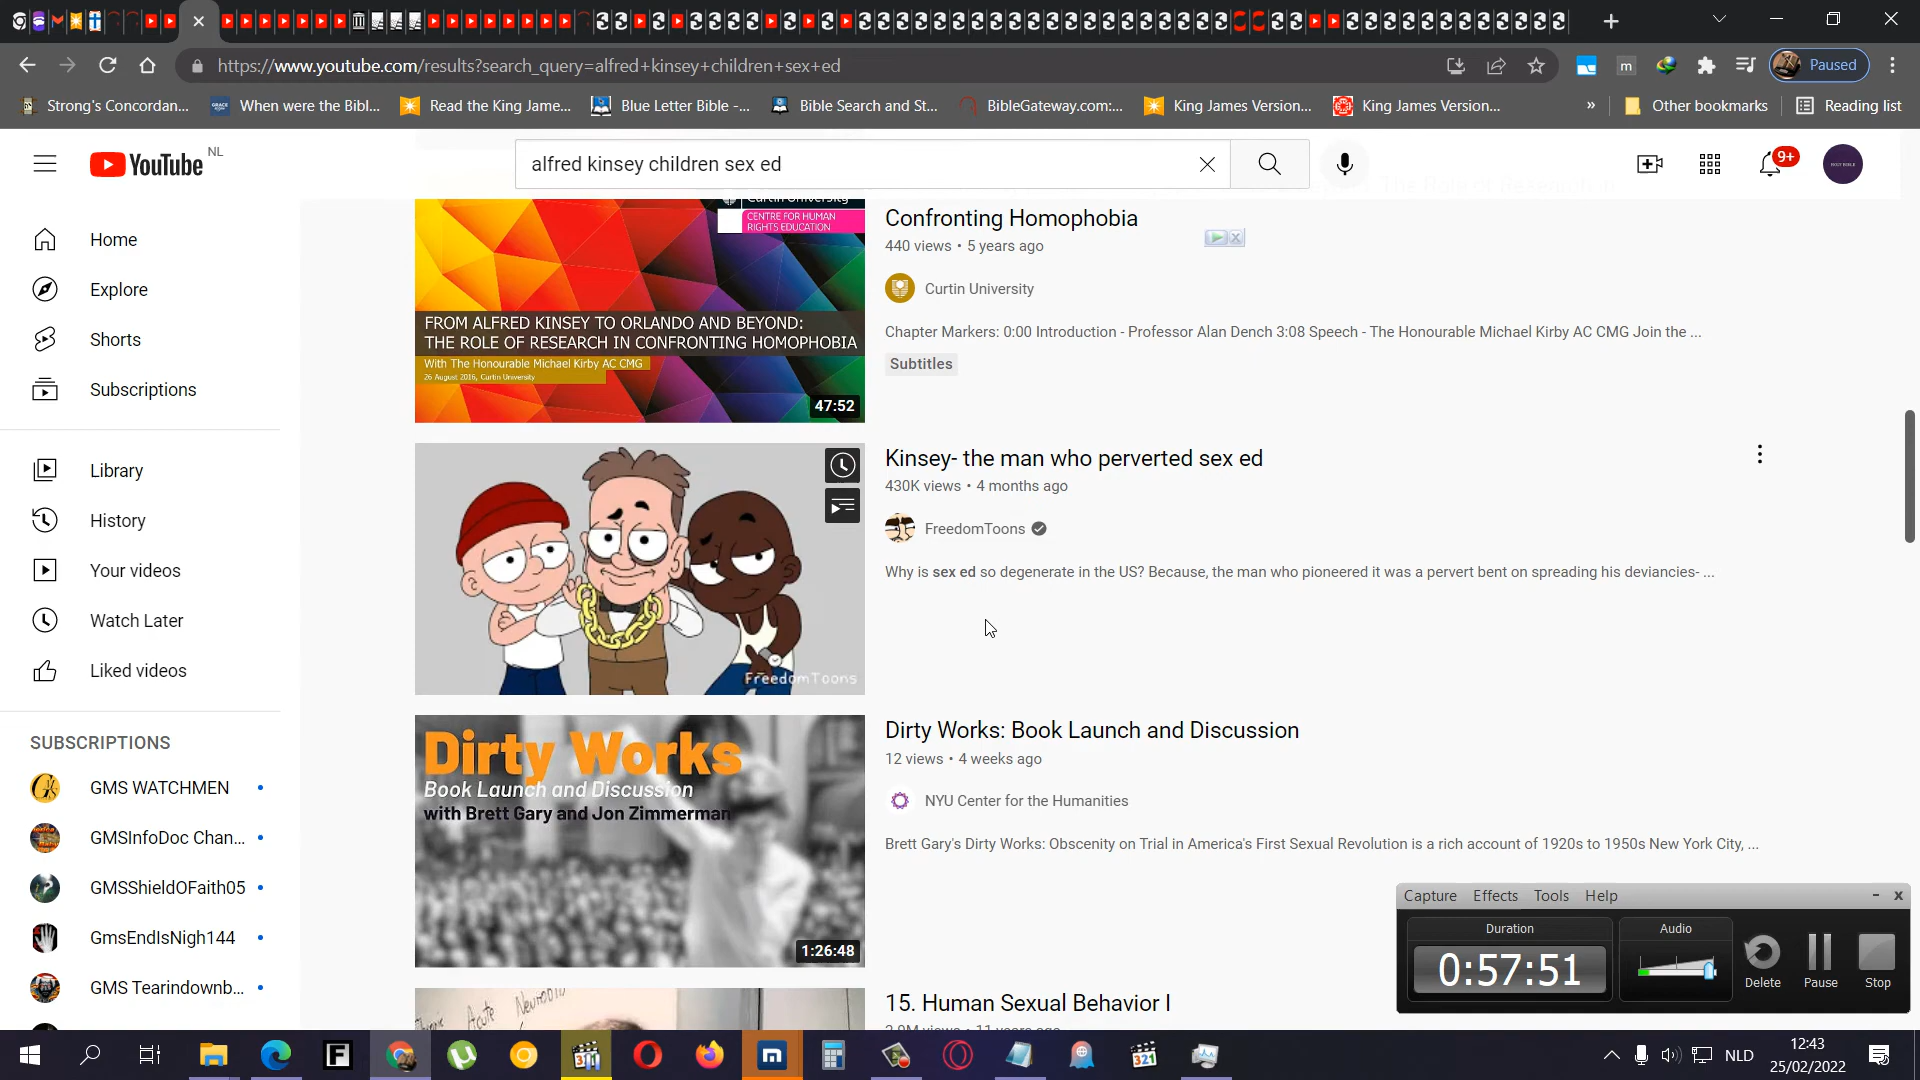 https://www.youtube.com/results?search_query=alfred+kinsey+children+sex+ed
Paused
Strong's Concordan...
When were the Bibl...
Read the King Jame...
Blue Letter Bible -...
Bible Search and St...
BibleGateway.com:...
King James Version...
King James Version...
»
Other bookmarks
Reading list
YouTube NL
alfred kinsey children sex ed
9+
Home
Explore
Shorts
Subscriptions
Library
History
Your videos
Watch Later
Liked videos
SUBSCRIPTIONS
GMS WATCHMEN
GMSInfoDoc Chan...
GMSShieldOFaith05
GmsEndIsNigh144
GMS Tearindownb...
Curtin University
CENTRE FOR HUMAN
RIGHTS EDUCATION
FROM ALFRED KINSEY TO ORLANDO AND BEYOND:
THE ROLE OF RESEARCH IN CONFRONTING HOMOPHOBIA
With The Honourable Michael Kirby AC CMG
26 August 2016, Curtin University
47:52
Confronting Homophobia
440 views • 5 years ago
Curtin University
Chapter Markers: 0:00 Introduction - Professor Alan Dench 3:08 Speech - The Honourable Michael Kirby AC CMG Join the ...
Subtitles
FreedomToons
Kinsey- the man who perverted sex ed
430K views • 4 months ago
FreedomToons
Why is sex ed so degenerate in the US? Because, the man who pioneered it was a pervert bent on spreading his deviancies- ...
Dirty Works
Book Launch and Discussion
with Brett Gary and Jon Zimmerman
1:26:48
Dirty Works: Book Launch and Discussion
12 views • 4 weeks ago
NYU Center for the Humanities
Brett Gary's Dirty Works: Obscenity on Trial in America's First Sexual Revolution is a rich account of 1920s to 1950s New York City, ...
15. Human Sexual Behavior I
Capture Effects Tools Help
Duration
0:57:51
Audio
Delete
Pause
Stop
NLD
12:43
25/02/2022